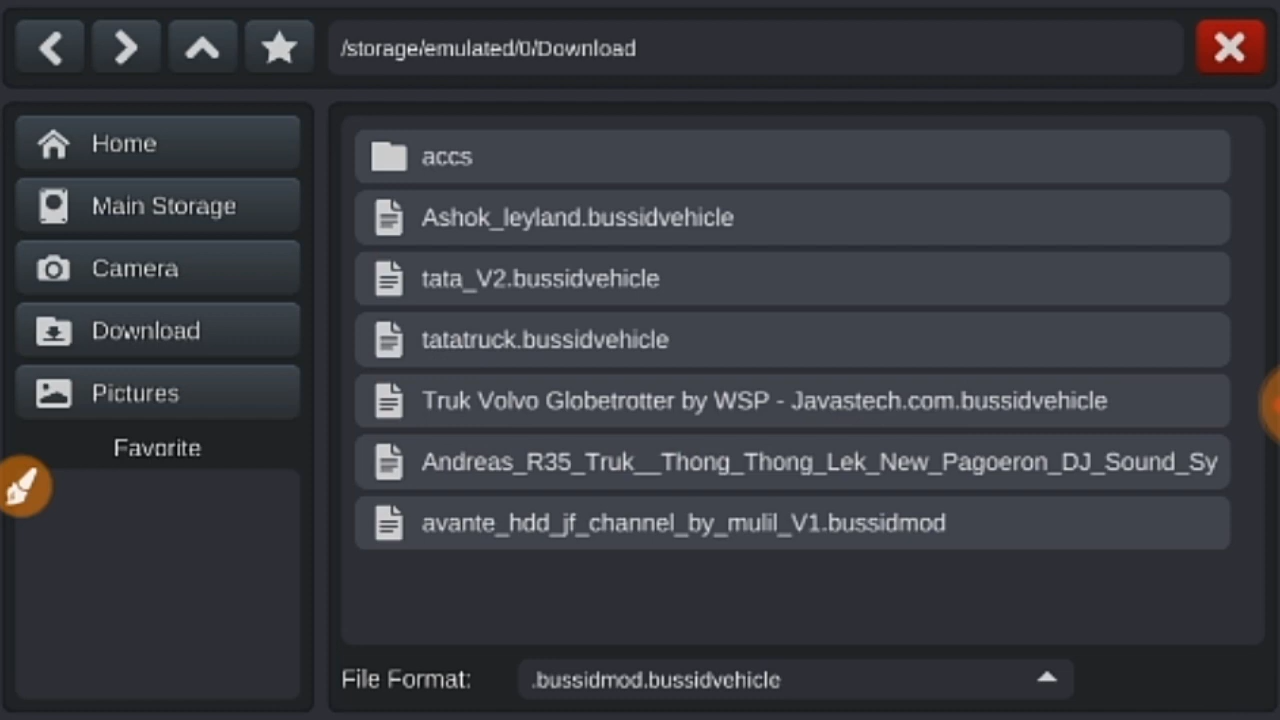 /storage/emulated/0/Download
Home
Main Storage
Camera
Download
Pictures
Favorite
accs
Ashok_leyland.bussidvehicle
tata_V2.bussidvehicle
tatatruck.bussidvehicle
Truk Volvo Globetrotter by WSP - Javastech.com.bussidvehicle
Andreas_R35_Truk__Thong_Thong_Lek_New_Pagoeron_DJ_Sound_Sy
avante_hdd_jf_channel_by_mulil_V1.bussidmod
File Format:
.bussidmod.bussidvehicle